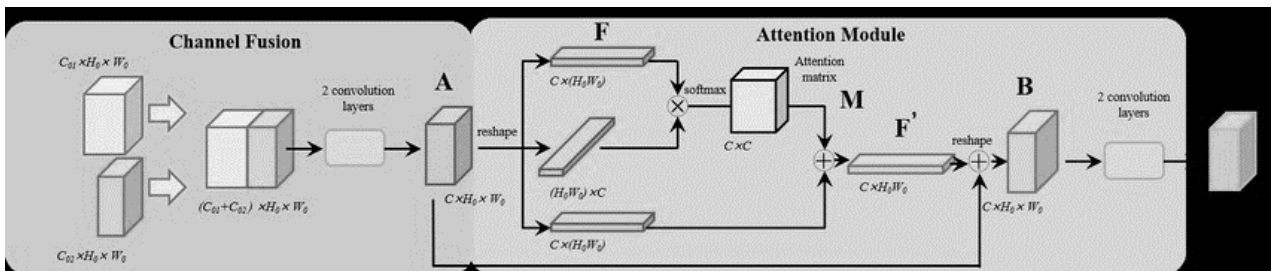 Channel Fusion
C₀₁×H₀×W₀
C₀₂×H₀×W₀
(C₀₁+C₀₂) ×H₀×W₀
2 convolution
layers
A
C×H₀×W₀
Attention Module
reshape
F
C×(H₀W₀)
(H₀W₀)×C
C×(H₀W₀)
softmax
Attention
matrix
C×C
M
F’
C×H₀W₀
reshape
B
C×H₀×W₀
2 convolution
layers